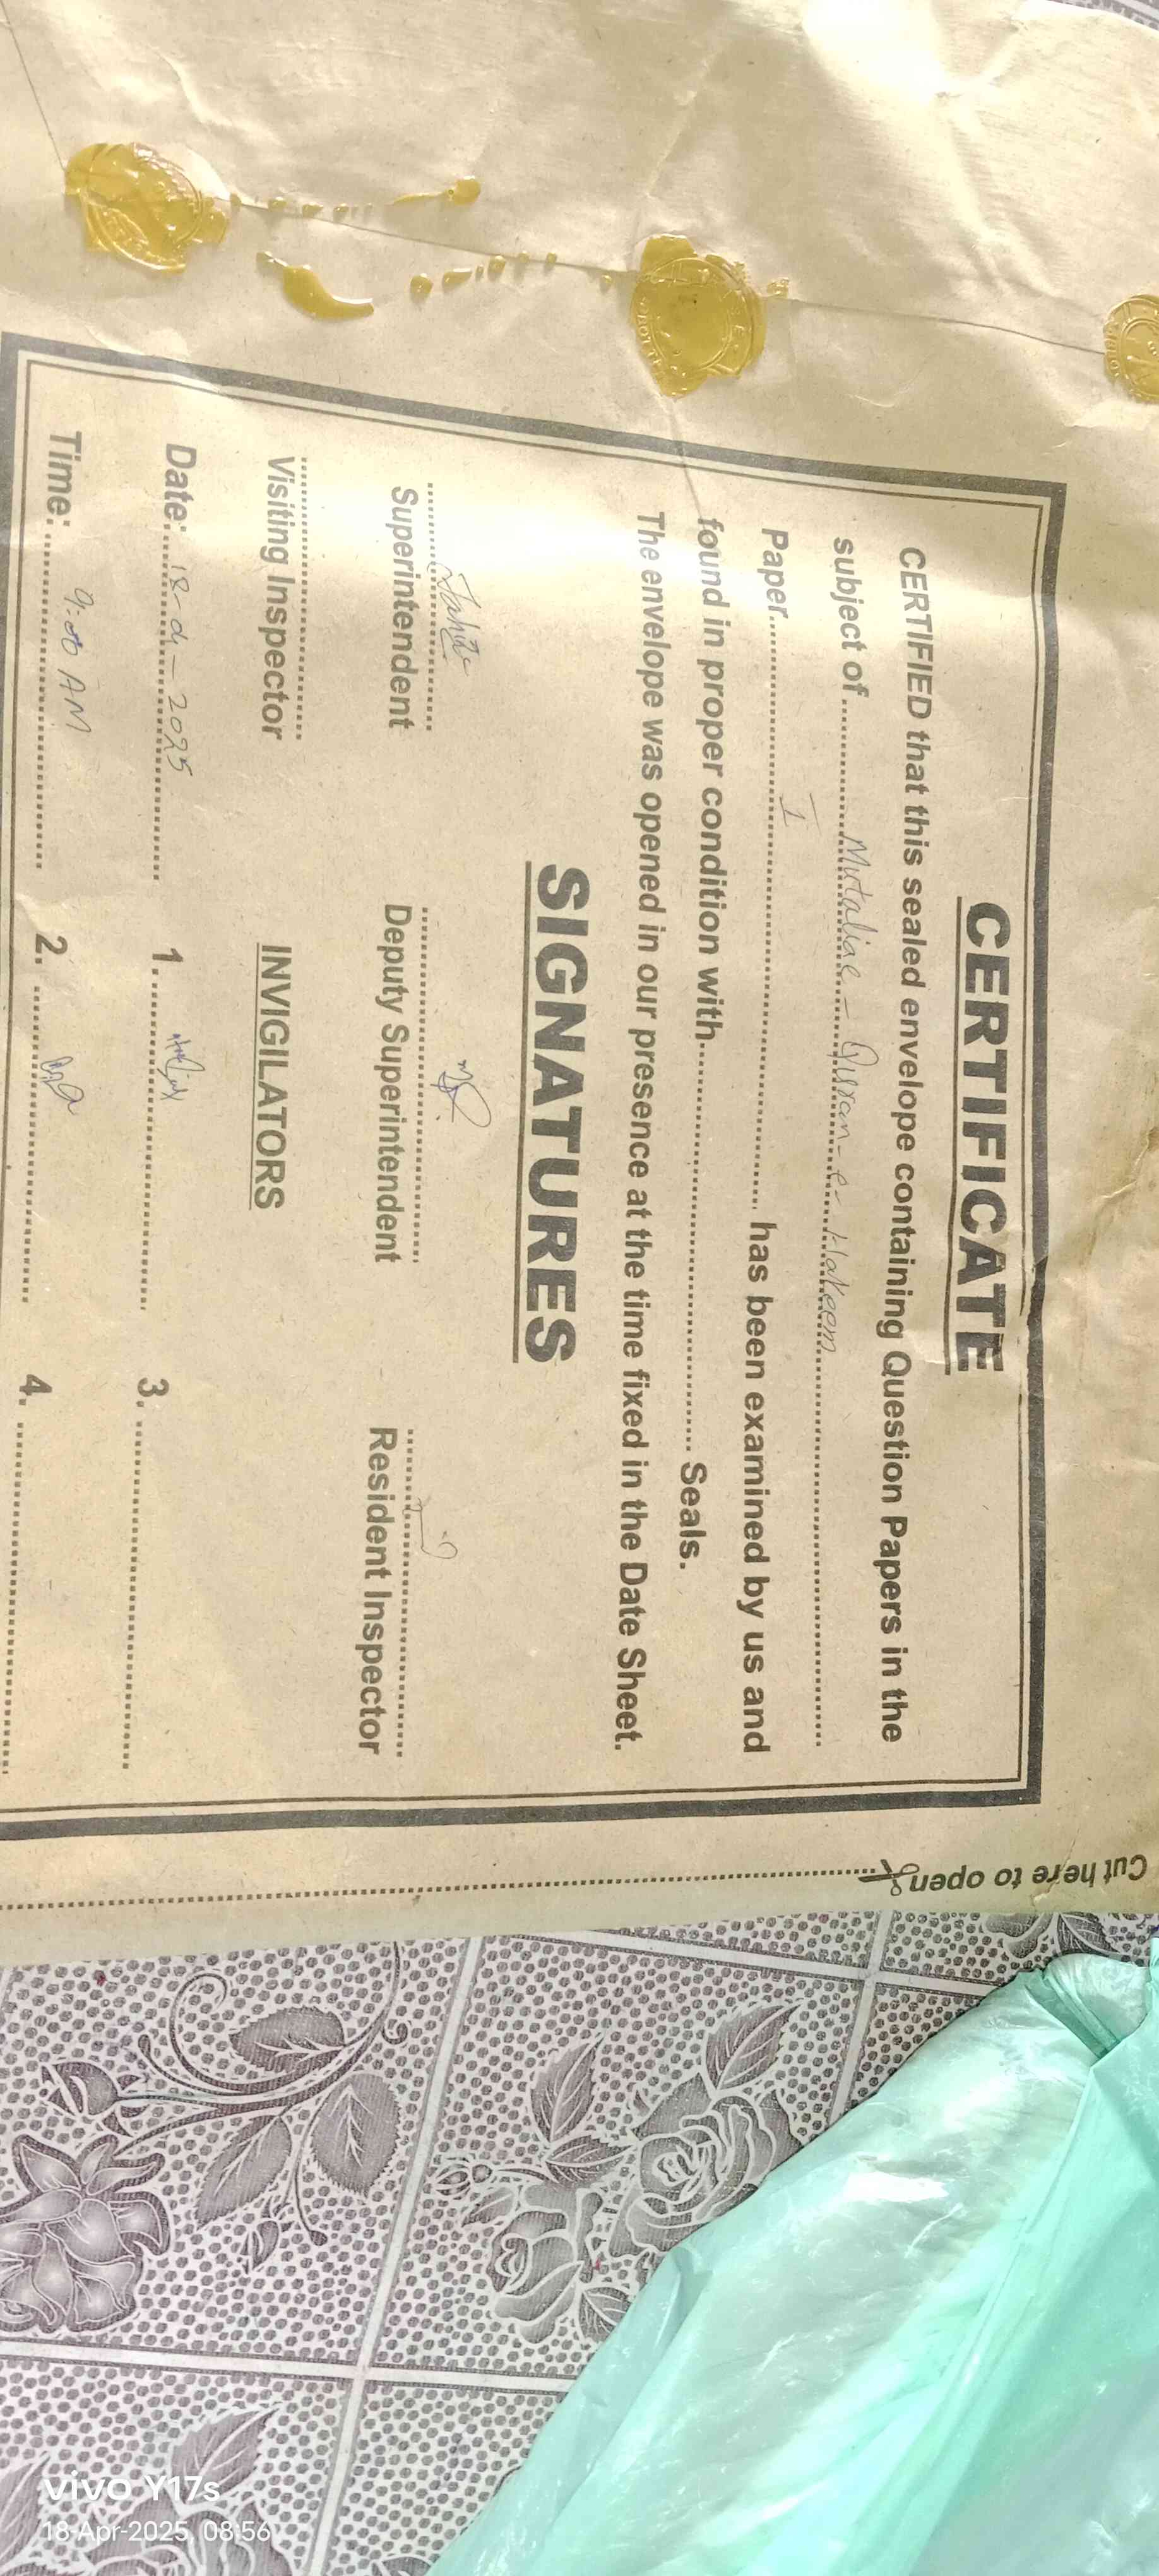 CERTIFICATE
CERTIFIED that this sealed envelope containing Question Papers in the
subject of.......... Mutaliae - Quran - e - Hakeem ..........
Paper.......... I .......... has been examined by us and
found in proper condition with.......... Seals.
The envelope was opened in our presence at the time fixed in the Date Sheet.
SIGNATURES
Superintendent Deputy Superintendent Resident Inspector
Visiting Inspector INVIGILATORS
Date: 18-04-2025 1. 3.
Time: 9:00 AM 2. 4.
Cut here to open
vivo Y17s
18-Apr-2025, 08:56